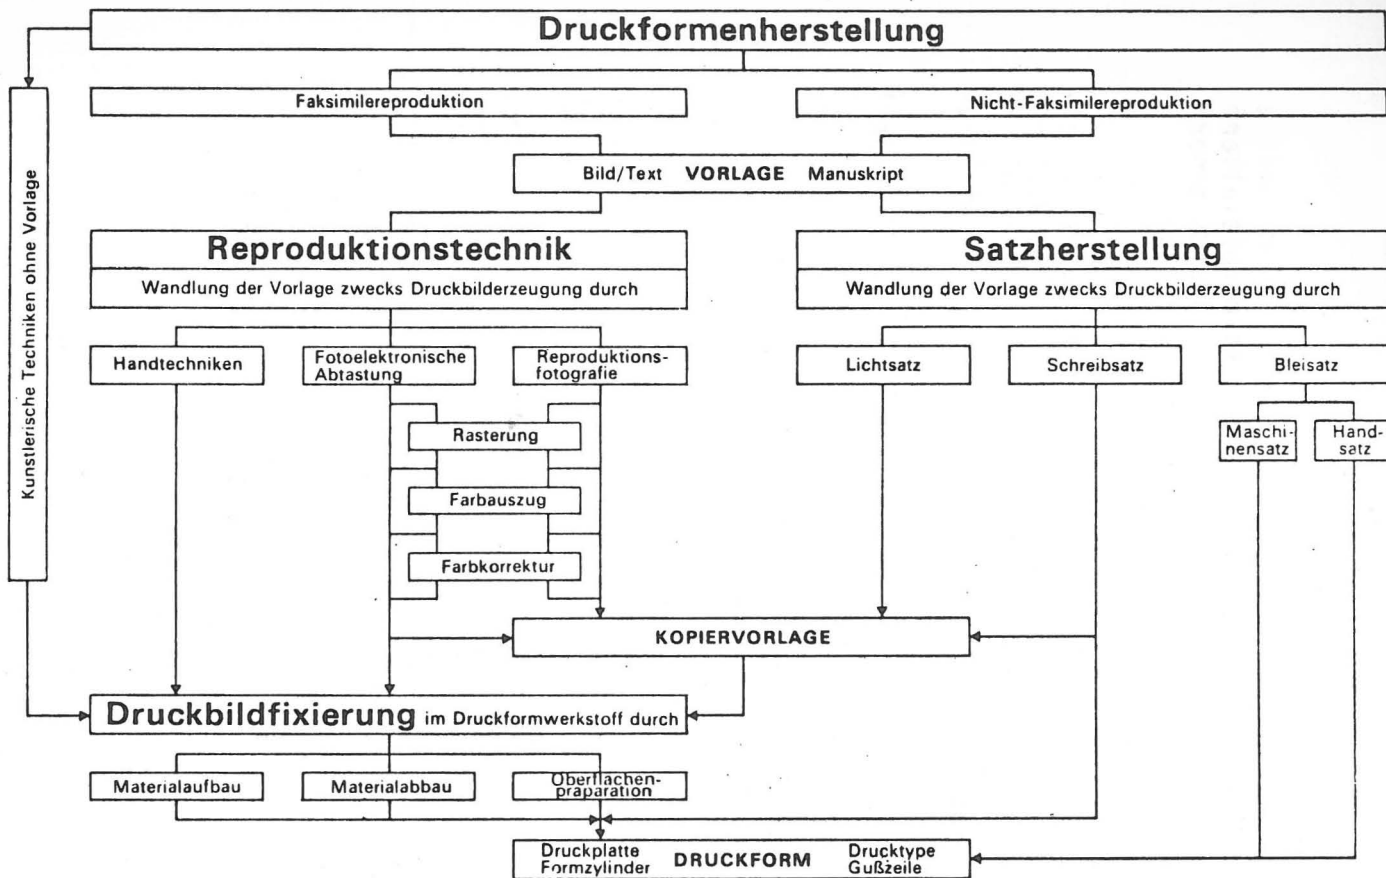 Druckformenherstellung
Kunstlerische Techniken ohne Vorlage
Faksimilereproduktion
Nicht-Faksimilereproduktion
Bild/Text VORLAGE Manuskript
Reproduktionstechnik
Wandlung der Vorlage zwecks Druckbilderzeugung durch
Satzherstellung
Wandlung der Vorlage zwecks Druckbilderzeugung durch
Handtechniken
Fotoelektronische
Abtastung
Reproduktions-
fotografie
Lichtsatz
Schreibsatz
Bleisatz
Rasterung
Maschi-
nensatz
Hand-
satz
Farbauszug
Farbkorrektur
KOPIERVORLAGE
Druckbildfixierung im Druckformwerkstoff durch
Materialaufbau
Materialabbau
Oberflächen-
präparation
Druckplatte
Formzylinder
DRUCKFORM
Drucktype
Gußzeile